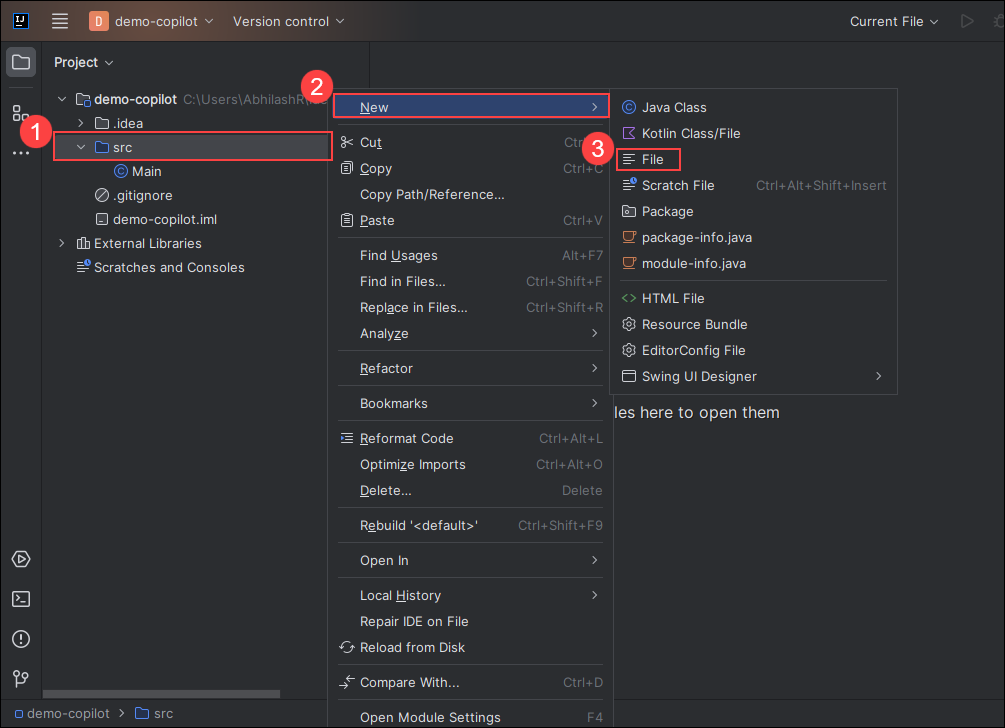 IJ
D demo-copilot Version control Current File
Project
demo-copilot C:\Users\AbhilashR\
.idea
src
Main
.gitignore
demo-copilot.iml
External Libraries
Scratches and Consoles
1
2
New
Cut
Copy Ctrl+C
Copy Path/Reference...
Paste Ctrl+V
Find Usages Alt+F7
Find in Files... Ctrl+Shift+F
Replace in Files... Ctrl+Shift+R
Analyze
Refactor
Bookmarks
Reformat Code Ctrl+Alt+L
Optimize Imports Ctrl+Alt+O
Delete... Delete
Rebuild '<default>' Ctrl+Shift+F9
Open In
Local History
Repair IDE on File
Reload from Disk
Compare With... Ctrl+D
Open Module Settings F4
3
Java Class
Kotlin Class/File
File
Scratch File Ctrl+Alt+Shift+Insert
Package
package-info.java
module-info.java
HTML File
Resource Bundle
EditorConfig File
Swing UI Designer
les here to open them
demo-copilot > src